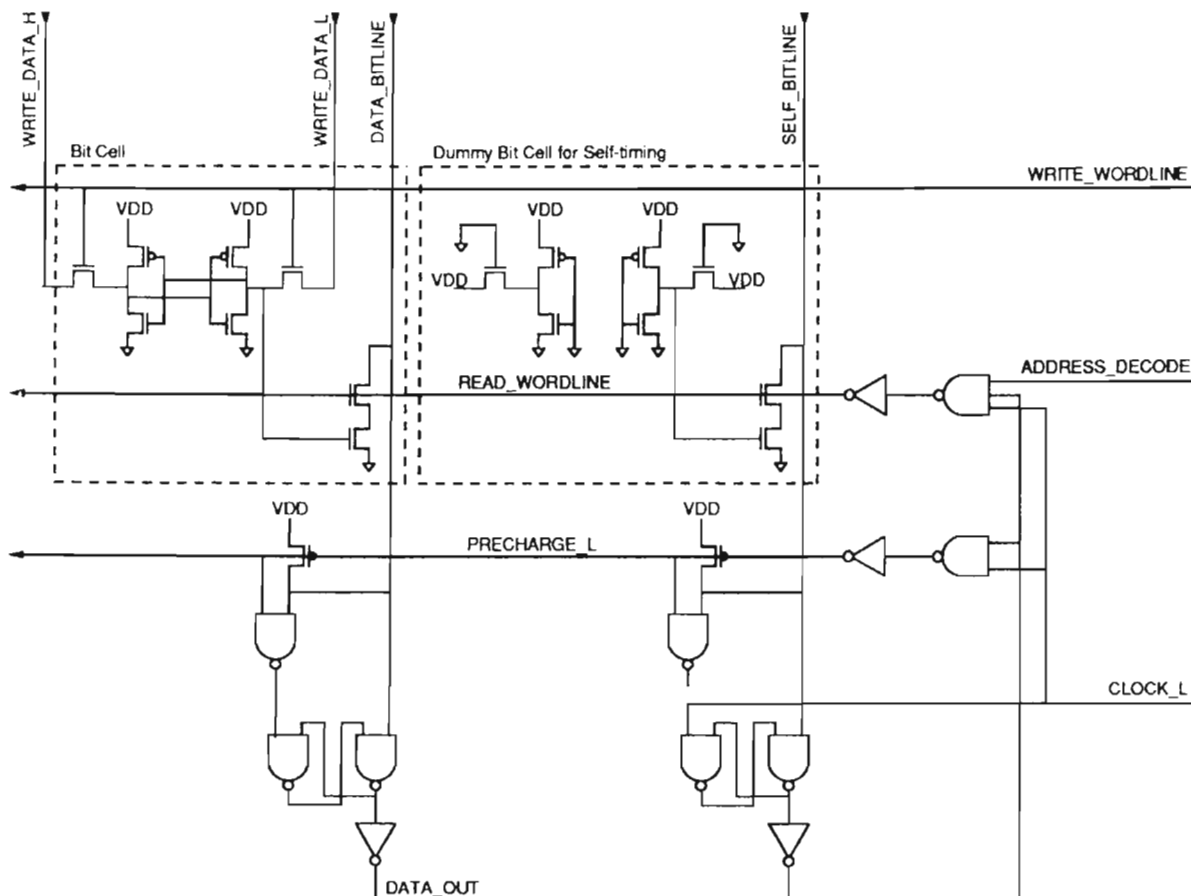 WRITE_DATA_H
WRITE_DATA_L
DATA_BITLINE
SELF_BITLINE
Bit Cell
Dummy Bit Cell for Self-timing
WRITE_WORDLINE
VDD
VDD
VDD
VDD
VDD
VDD
ADDRESS_DECODE
READ_WORDLINE
VDD
VDD
PRECHARGE_L
CLOCK_L
DATA_OUT